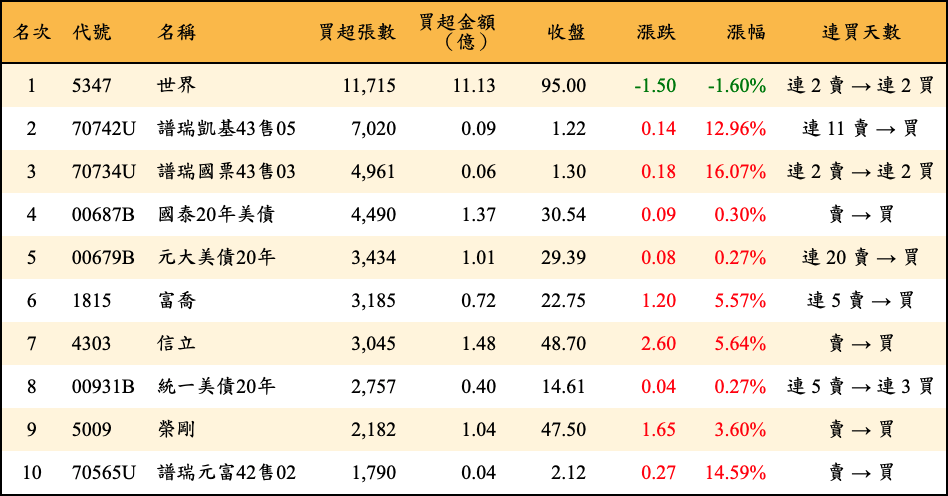 名次 代號 名稱 買超張數 買超金額（億） 收盤 漲跌 漲幅 連買天數
1 5347 世界 11,715 11.13 95.00 -1.50 -1.60% 連 2 賣 → 連 2 買
2 70742U 譜瑞凱基43售05 7,020 0.09 1.22 0.14 12.96% 連 11 賣 → 買
3 70734U 譜瑞國票43售03 4,961 0.06 1.30 0.18 16.07% 連 2 賣 → 連 2 買
4 00687B 國泰20年美債 4,490 1.37 30.54 0.09 0.30% 賣 → 買
5 00679B 元大美債20年 3,434 1.01 29.39 0.08 0.27% 連 20 賣 → 買
6 1815 富喬 3,185 0.72 22.75 1.20 5.57% 連 5 賣 → 買
7 4303 信立 3,045 1.48 48.70 2.60 5.64% 賣 → 買
8 00931B 統一美債20年 2,757 0.40 14.61 0.04 0.27% 連 5 賣 → 連 3 買
9 5009 榮剛 2,182 1.04 47.50 1.65 3.60% 賣 → 買
10 70565U 譜瑞元富42售02 1,790 0.04 2.12 0.27 14.59% 賣 → 買